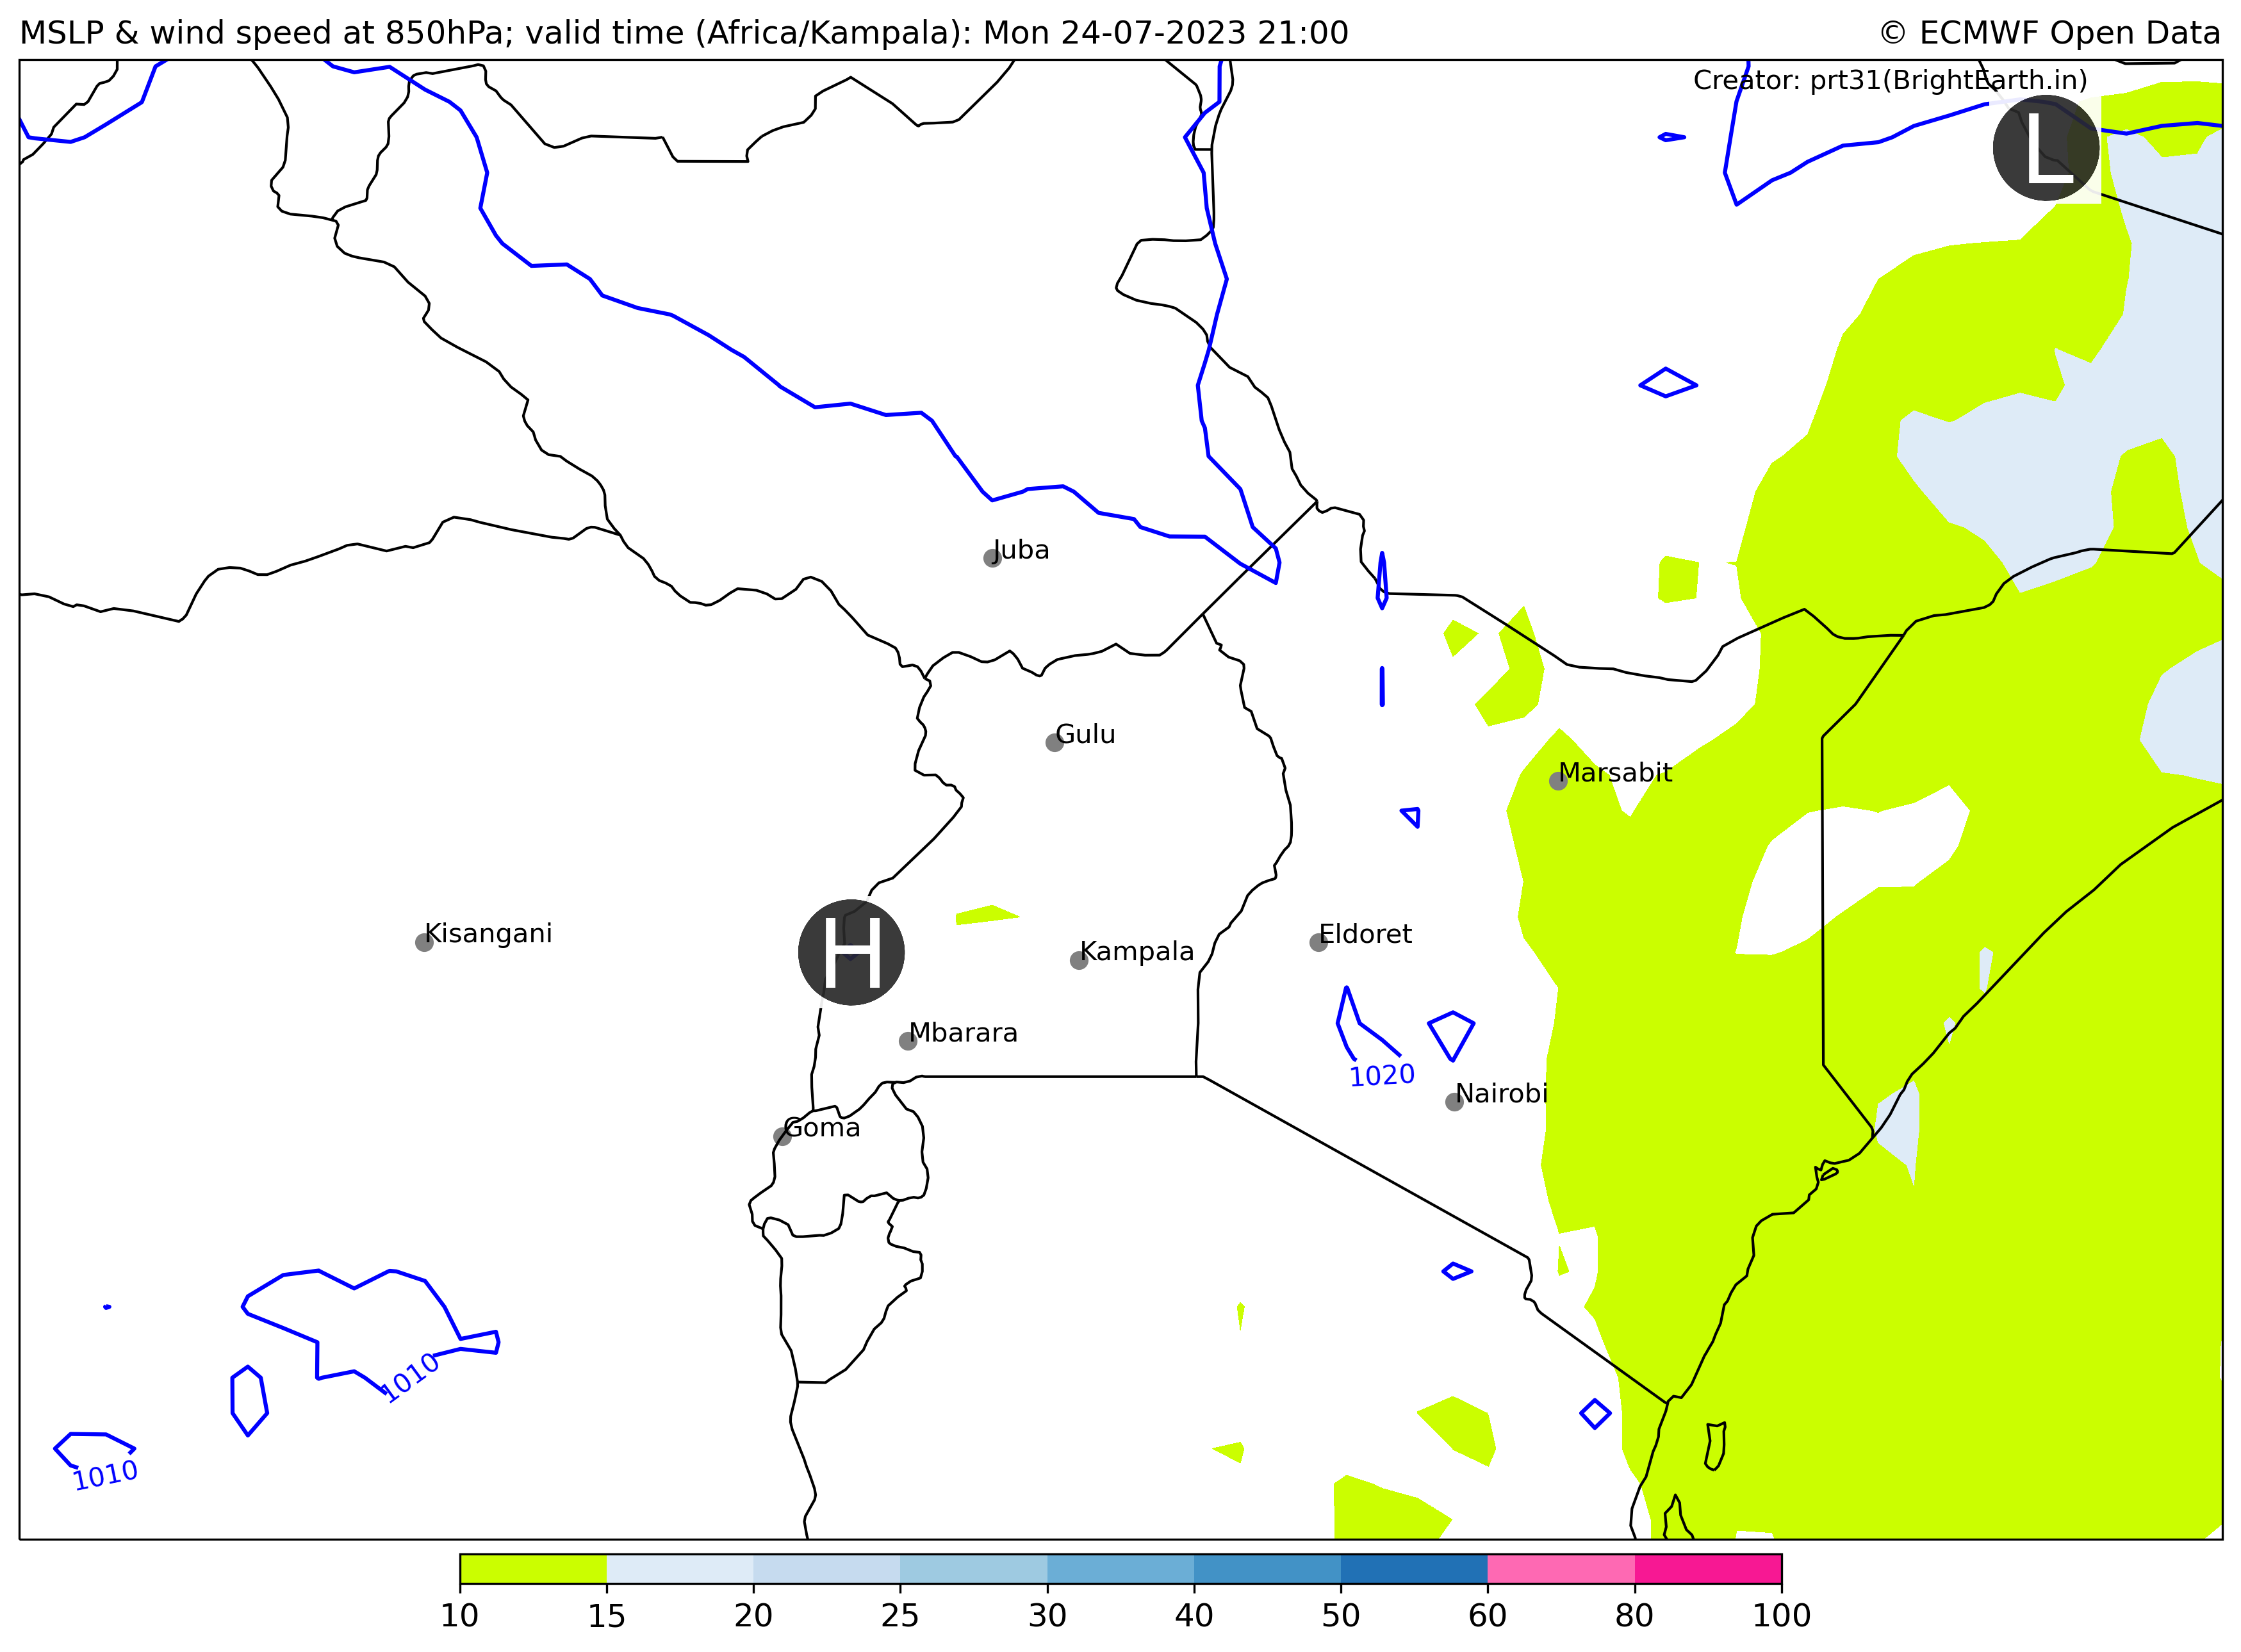 MSLP & wind speed at 850hPa; valid time (Africa/Kampala): Mon 24-07-2023 21:00
© ECMWF Open Data
Creator: prt31(BrightEarth.in)
L
Juba
Gulu
Marsabit
Kisangani
H
Kampala
Eldoret
Mbarara
1020
Nairobi
Goma
1010
1010
10 15 20 25 30 40 50 60 80 100